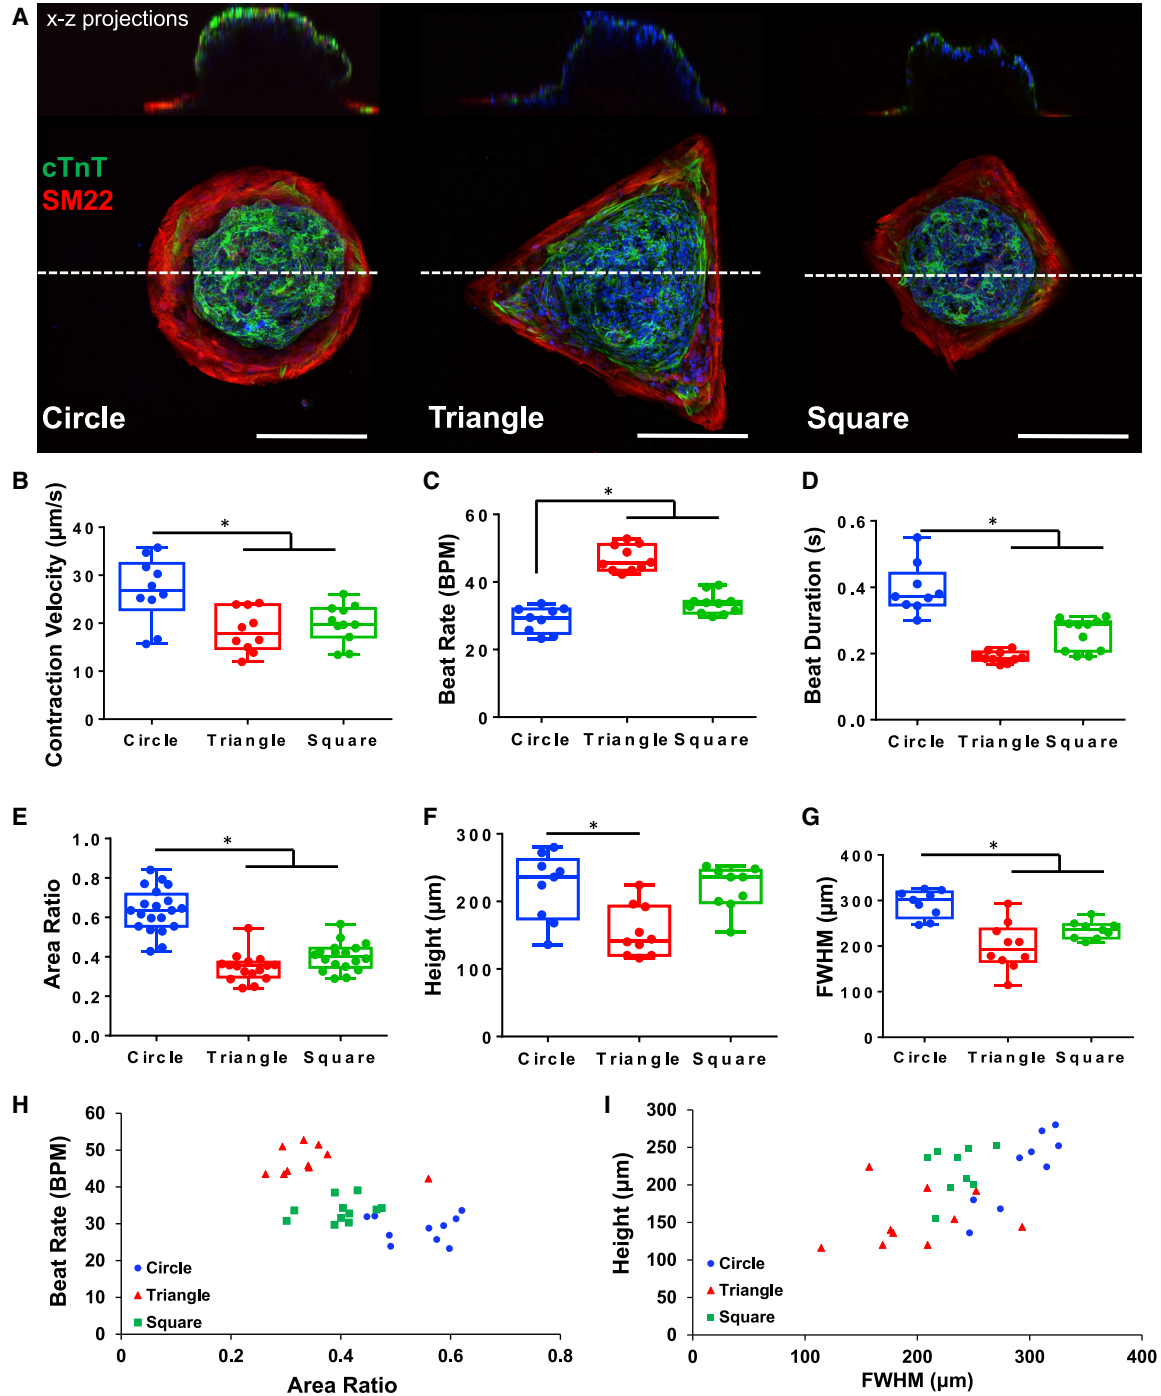 A
x-z projections
cTnT
SM22
Circle
Triangle
Square
B
Contraction Velocity (µm/s)
40
30
20
10
0
*
Circle Triangle Square
C
Beat Rate (BPM)
60
40
20
0
*
Circle Triangle Square
D
Beat Duration (s)
0.6
0.4
0.2
0.0
*
Circle Triangle Square
E
Area Ratio
1.0
0.8
0.6
0.4
0.2
0.0
*
Circle Triangle Square
F
Height (µm)
300
200
100
0
*
Circle Triangle Square
G
FWHM (µm)
400
300
200
100
0
*
Circle Triangle Square
H
Beat Rate (BPM)
60
50
40
30
20
10
0
Circle
Triangle
Square
0 0.2 0.4 0.6 0.8
Area Ratio
I
Height (µm)
300
250
200
150
100
50
0
Circle
Triangle
Square
0 100 200 300 400
FWHM (µm)